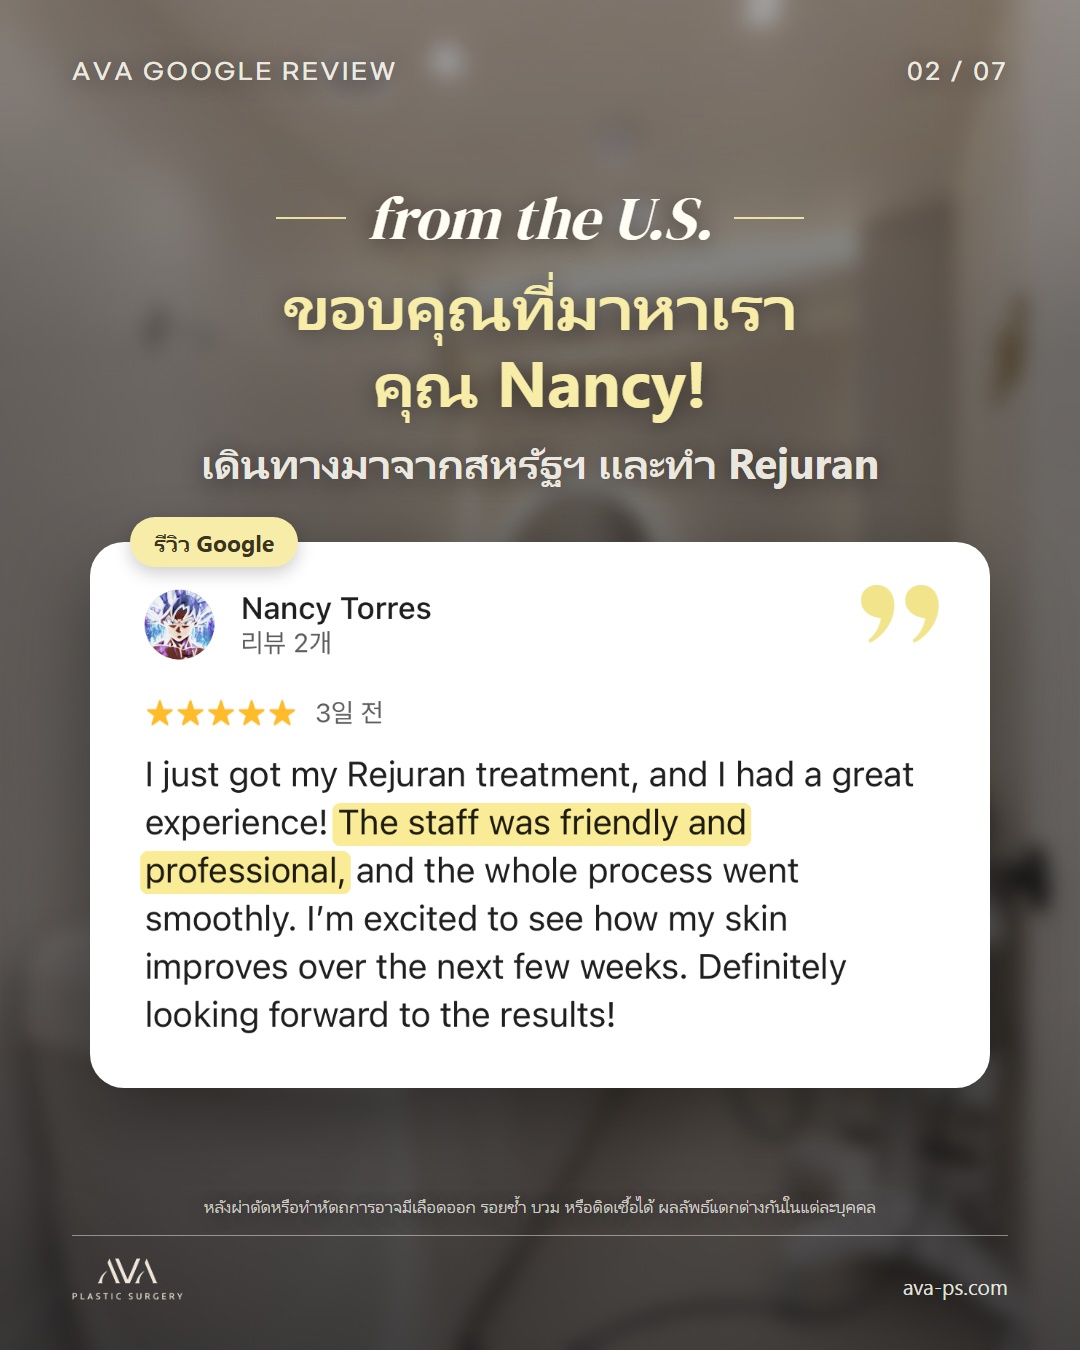 AVA GOOGLE REVIEW
02 / 07
from the U.S.
ขอบคุณที่มาหาเรา
คุณ Nancy!
เดินทางมาจากสหรัฐฯ และทำ Rejuran
รีวิว Google
Nancy Torres
리뷰 2개
3일 전
I just got my Rejuran treatment, and I had a great
experience! The staff was friendly and
professional, and the whole process went
smoothly. I’m excited to see how my skin
improves over the next few weeks. Definitely
looking forward to the results!
หลังผ่าตัดหรือทำหัตถการอาจมีเลือดออก รอยช้ำ บวม หรือติดเชื้อได้ ผลลัพธ์แตกต่างกันในแต่ละบุคคล
AVA
PLASTIC SURGERY
ava-ps.com